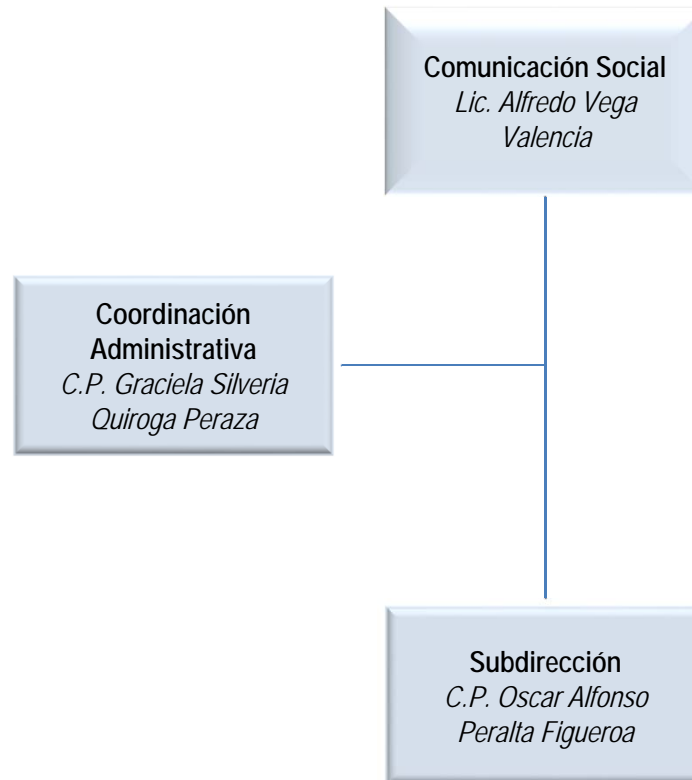 Comunicación Social
Lic. Alfredo Vega
Valencia
Coordinación
Administrativa
C.P. Graciela Silveria
Quiroga Peraza
Subdirección
C.P. Oscar Alfonso
Peralta Figueroa